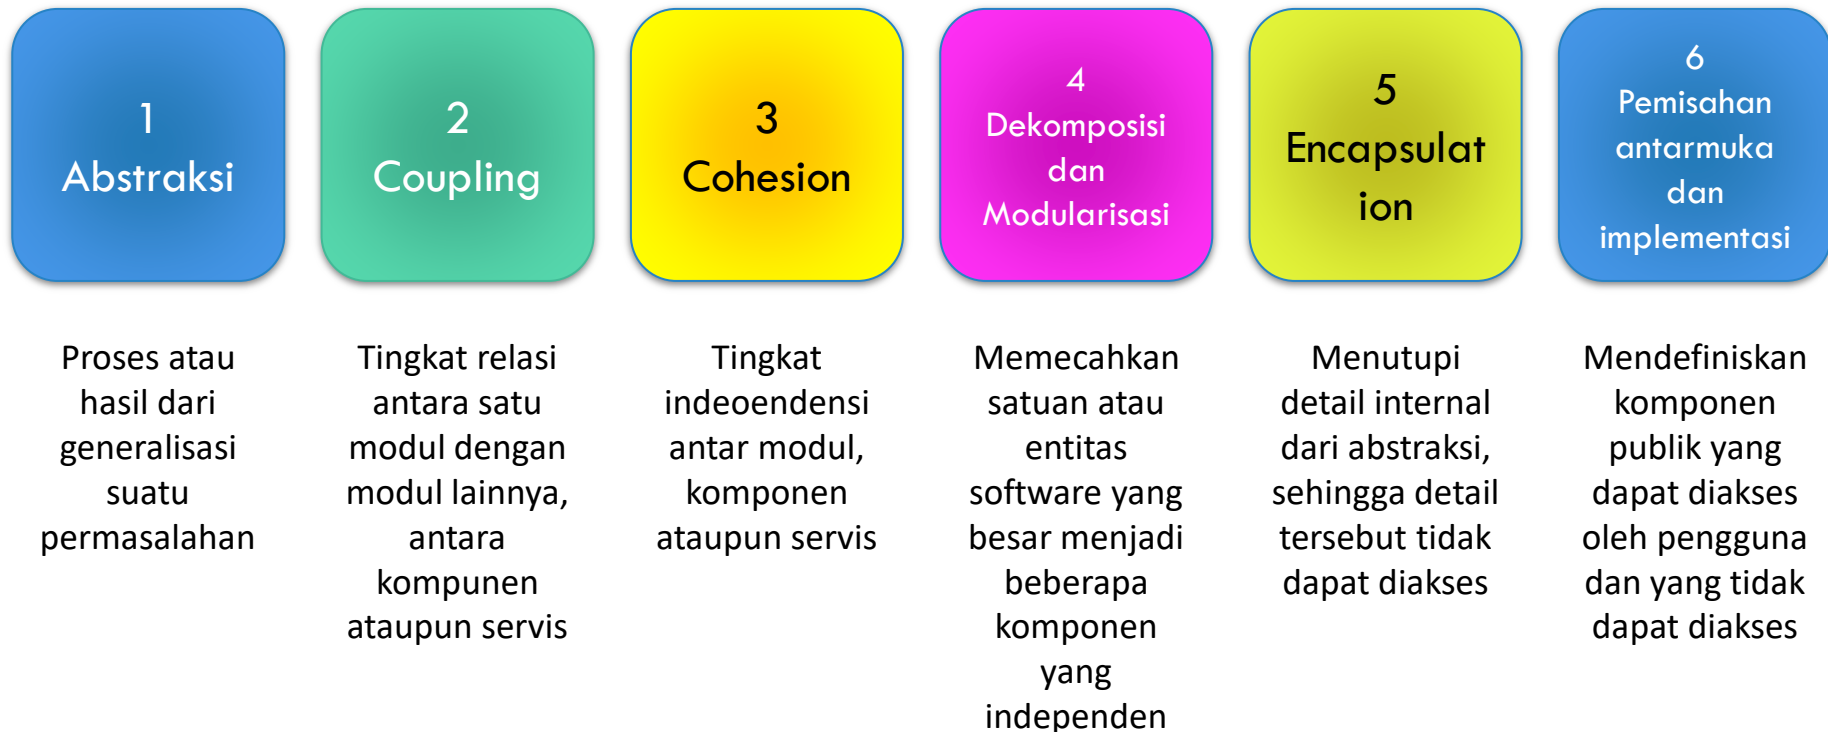 1
Abstraksi
2
Coupling
3
Cohesion
4
Dekomposisi
dan
Modularisasi
5
Encapsulat
ion
6
Pemisahan
antarmuka
dan
implementasi
Proses atau
hasil dari
generalisasi
suatu
permasalahan
Tingkat relasi
antara satu
modul dengan
modul lainnya,
antara
kompunen
ataupun servis
Tingkat
indeoendensi
antar modul,
komponen
ataupun servis
Memecahkan
satuan atau
entitas
software yang
besar menjadi
beberapa
komponen
yang
independen
Menutupi
detail internal
dari abstraksi,
sehingga detail
tersebut tidak
dapat diakses
Mendefiniskan
komponen
publik yang
dapat diakses
oleh pengguna
dan yang tidak
dapat diakses